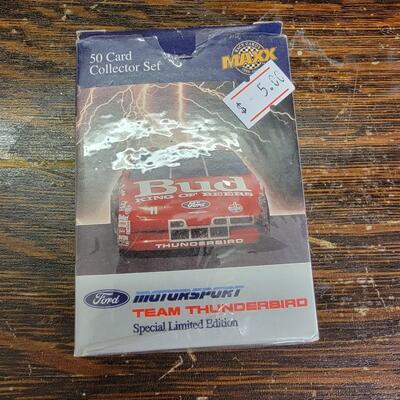 50 Card
Collector Set
MAXX
$ 5.00
Bud
KING OF BEERS
11
Ford
THUNDERBIRD
Ford MOTORSPORT
TEAM THUNDERBIRD
Special Limited Edition